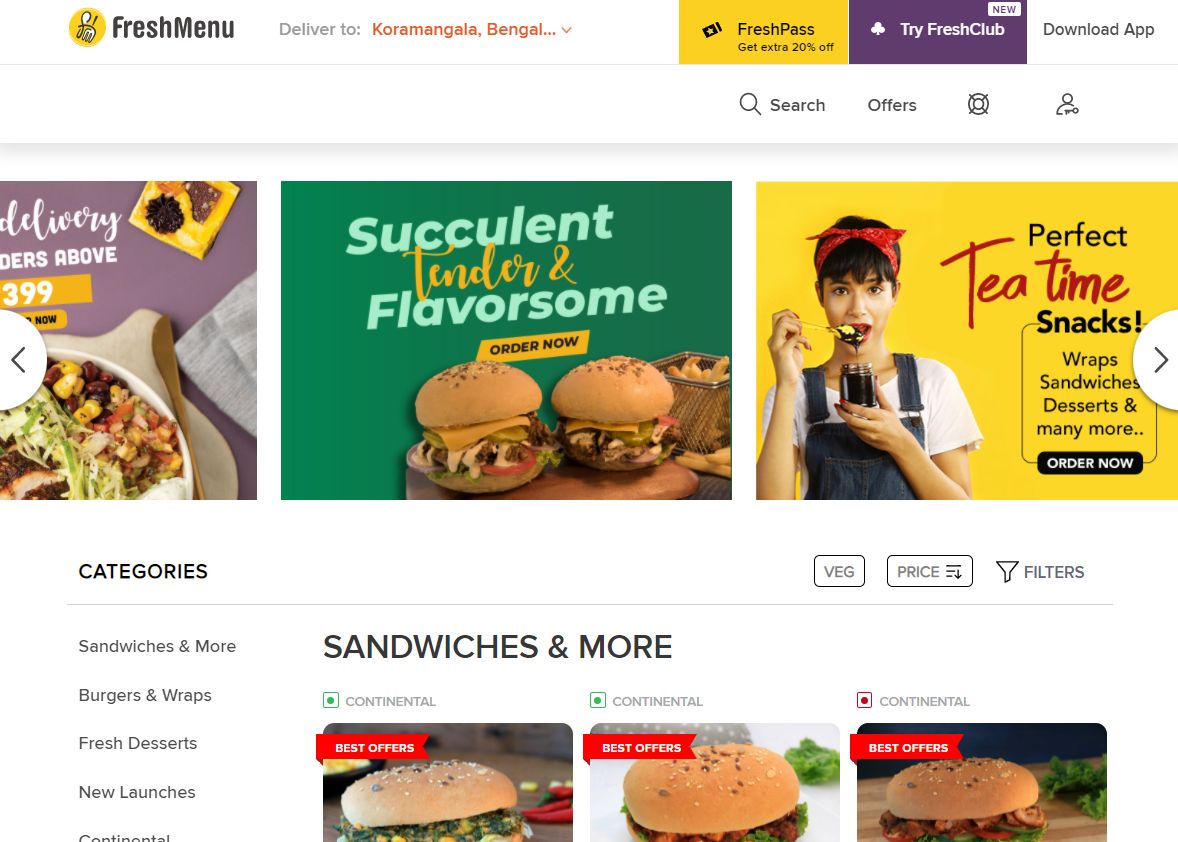 FreshMenu
Deliver to: Koramangala, Bengal...
FreshPass
Get extra 20% off
NEW
Try FreshClub
Download App
Search
Offers
delivery
DERS ABOVE
399
NOW
Succulent
Tender &
Flavorsome
ORDER NOW
Perfect
Tea time
Snacks!
Wraps
Sandwiches
Desserts &
many more..
ORDER NOW
CATEGORIES
VEG
PRICE
FILTERS
Sandwiches & More
Burgers & Wraps
Fresh Desserts
New Launches
Continental
SANDWICHES & MORE
CONTINENTAL
CONTINENTAL
CONTINENTAL
BEST OFFERS
BEST OFFERS
BEST OFFERS